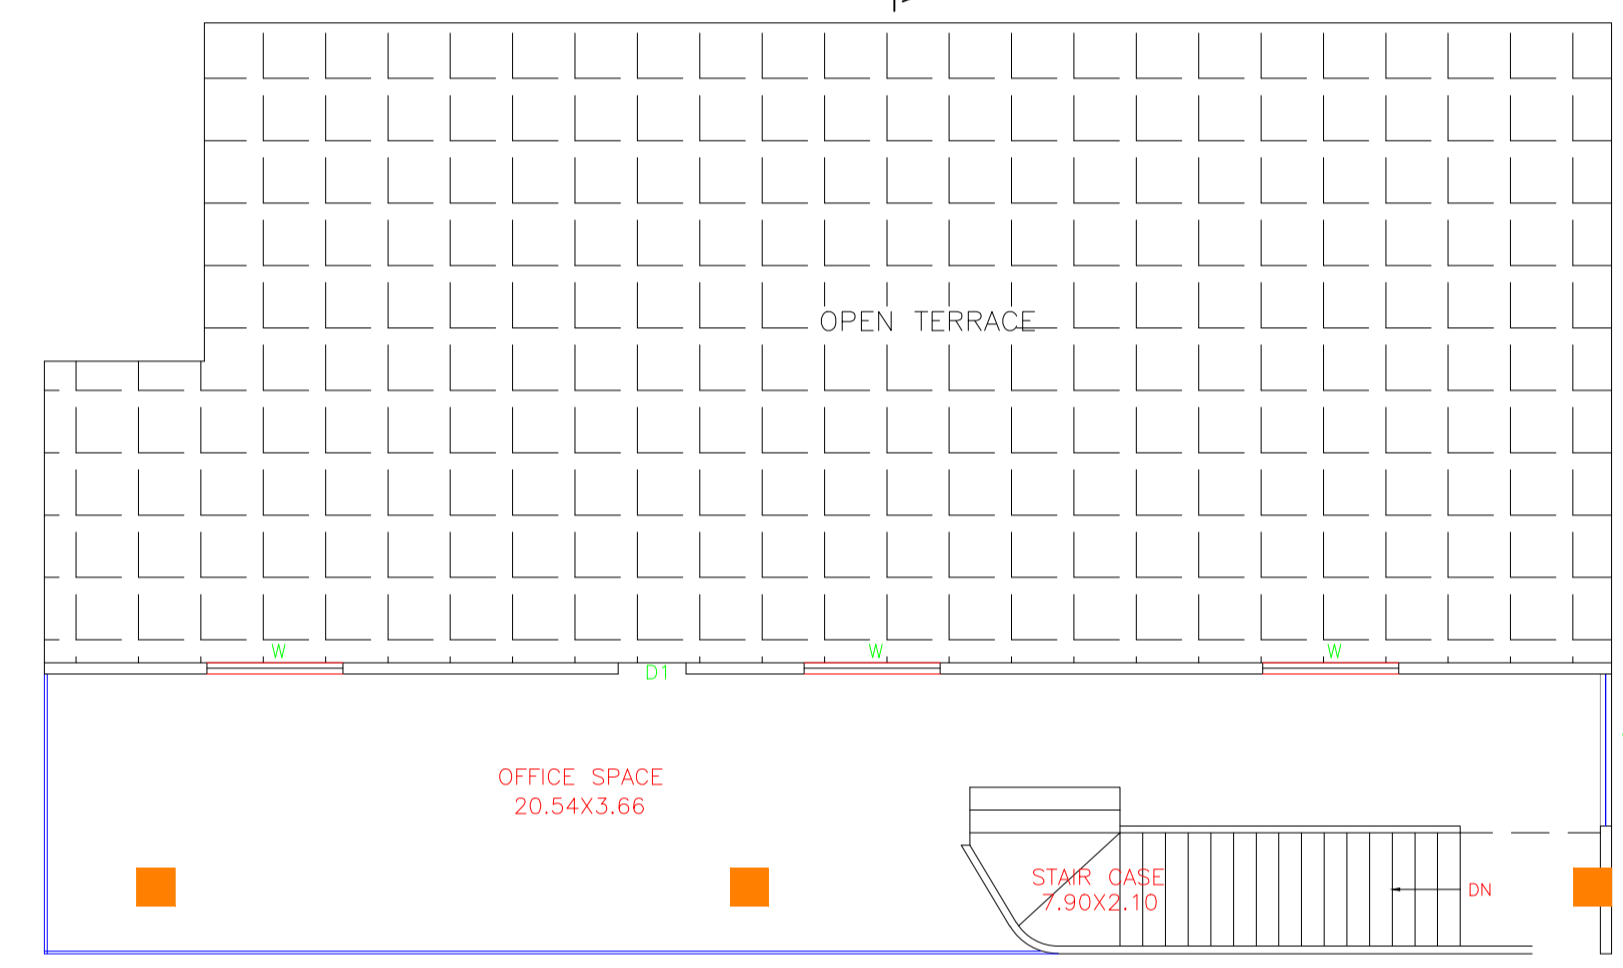 OPEN TERRACE
W
W
W
D1
OFFICE SPACE
20.54X3.66
STAIR CASE
7.90X2.10
DN